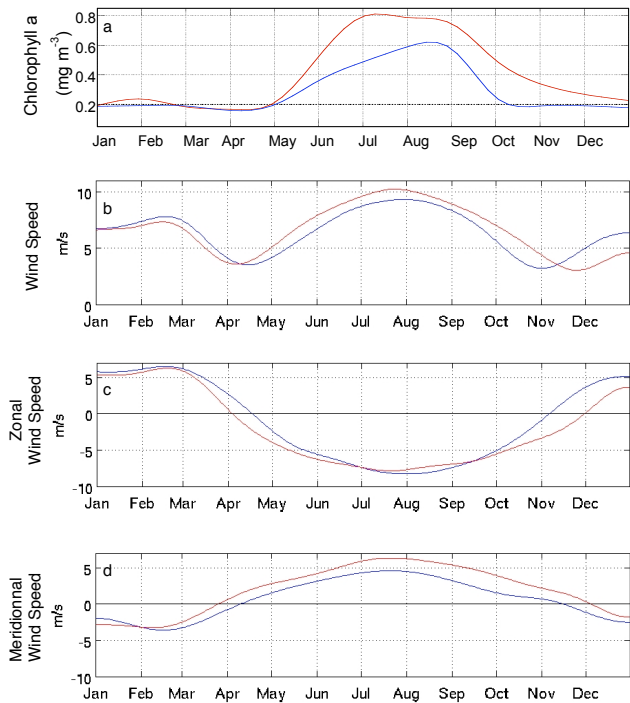 Chlorophyll a
(mg m⁻³)
a
0.8
0.6
0.4
0.2
Jan Feb Mar Apr May Jun Jul Aug Sep Oct Nov Dec
Wind Speed
m/s
b
10
5
0
Jan Feb Mar Apr May Jun Jul Aug Sep Oct Nov Dec
Zonal
Wind Speed
m/s
c
5
0
-5
-10
Jan Feb Mar Apr May Jun Jul Aug Sep Oct Nov Dec
Meridionnal
Wind Speed
m/s
d
5
0
-5
-10
Jan Feb Mar Apr May Jun Jul Aug Sep Oct Nov Dec